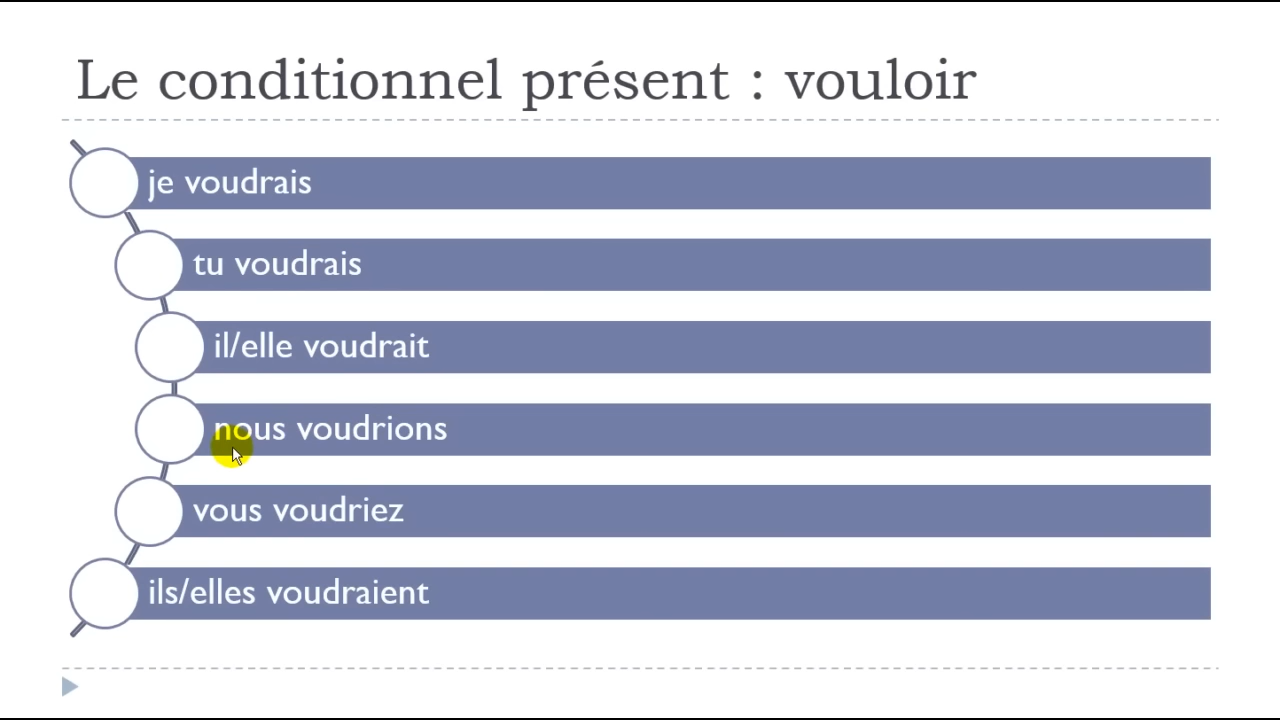 Le conditionnel présent : vouloir
je voudrais
tu voudrais
il/elle voudrait
nous voudrions
vous voudriez
ils/elles voudraient